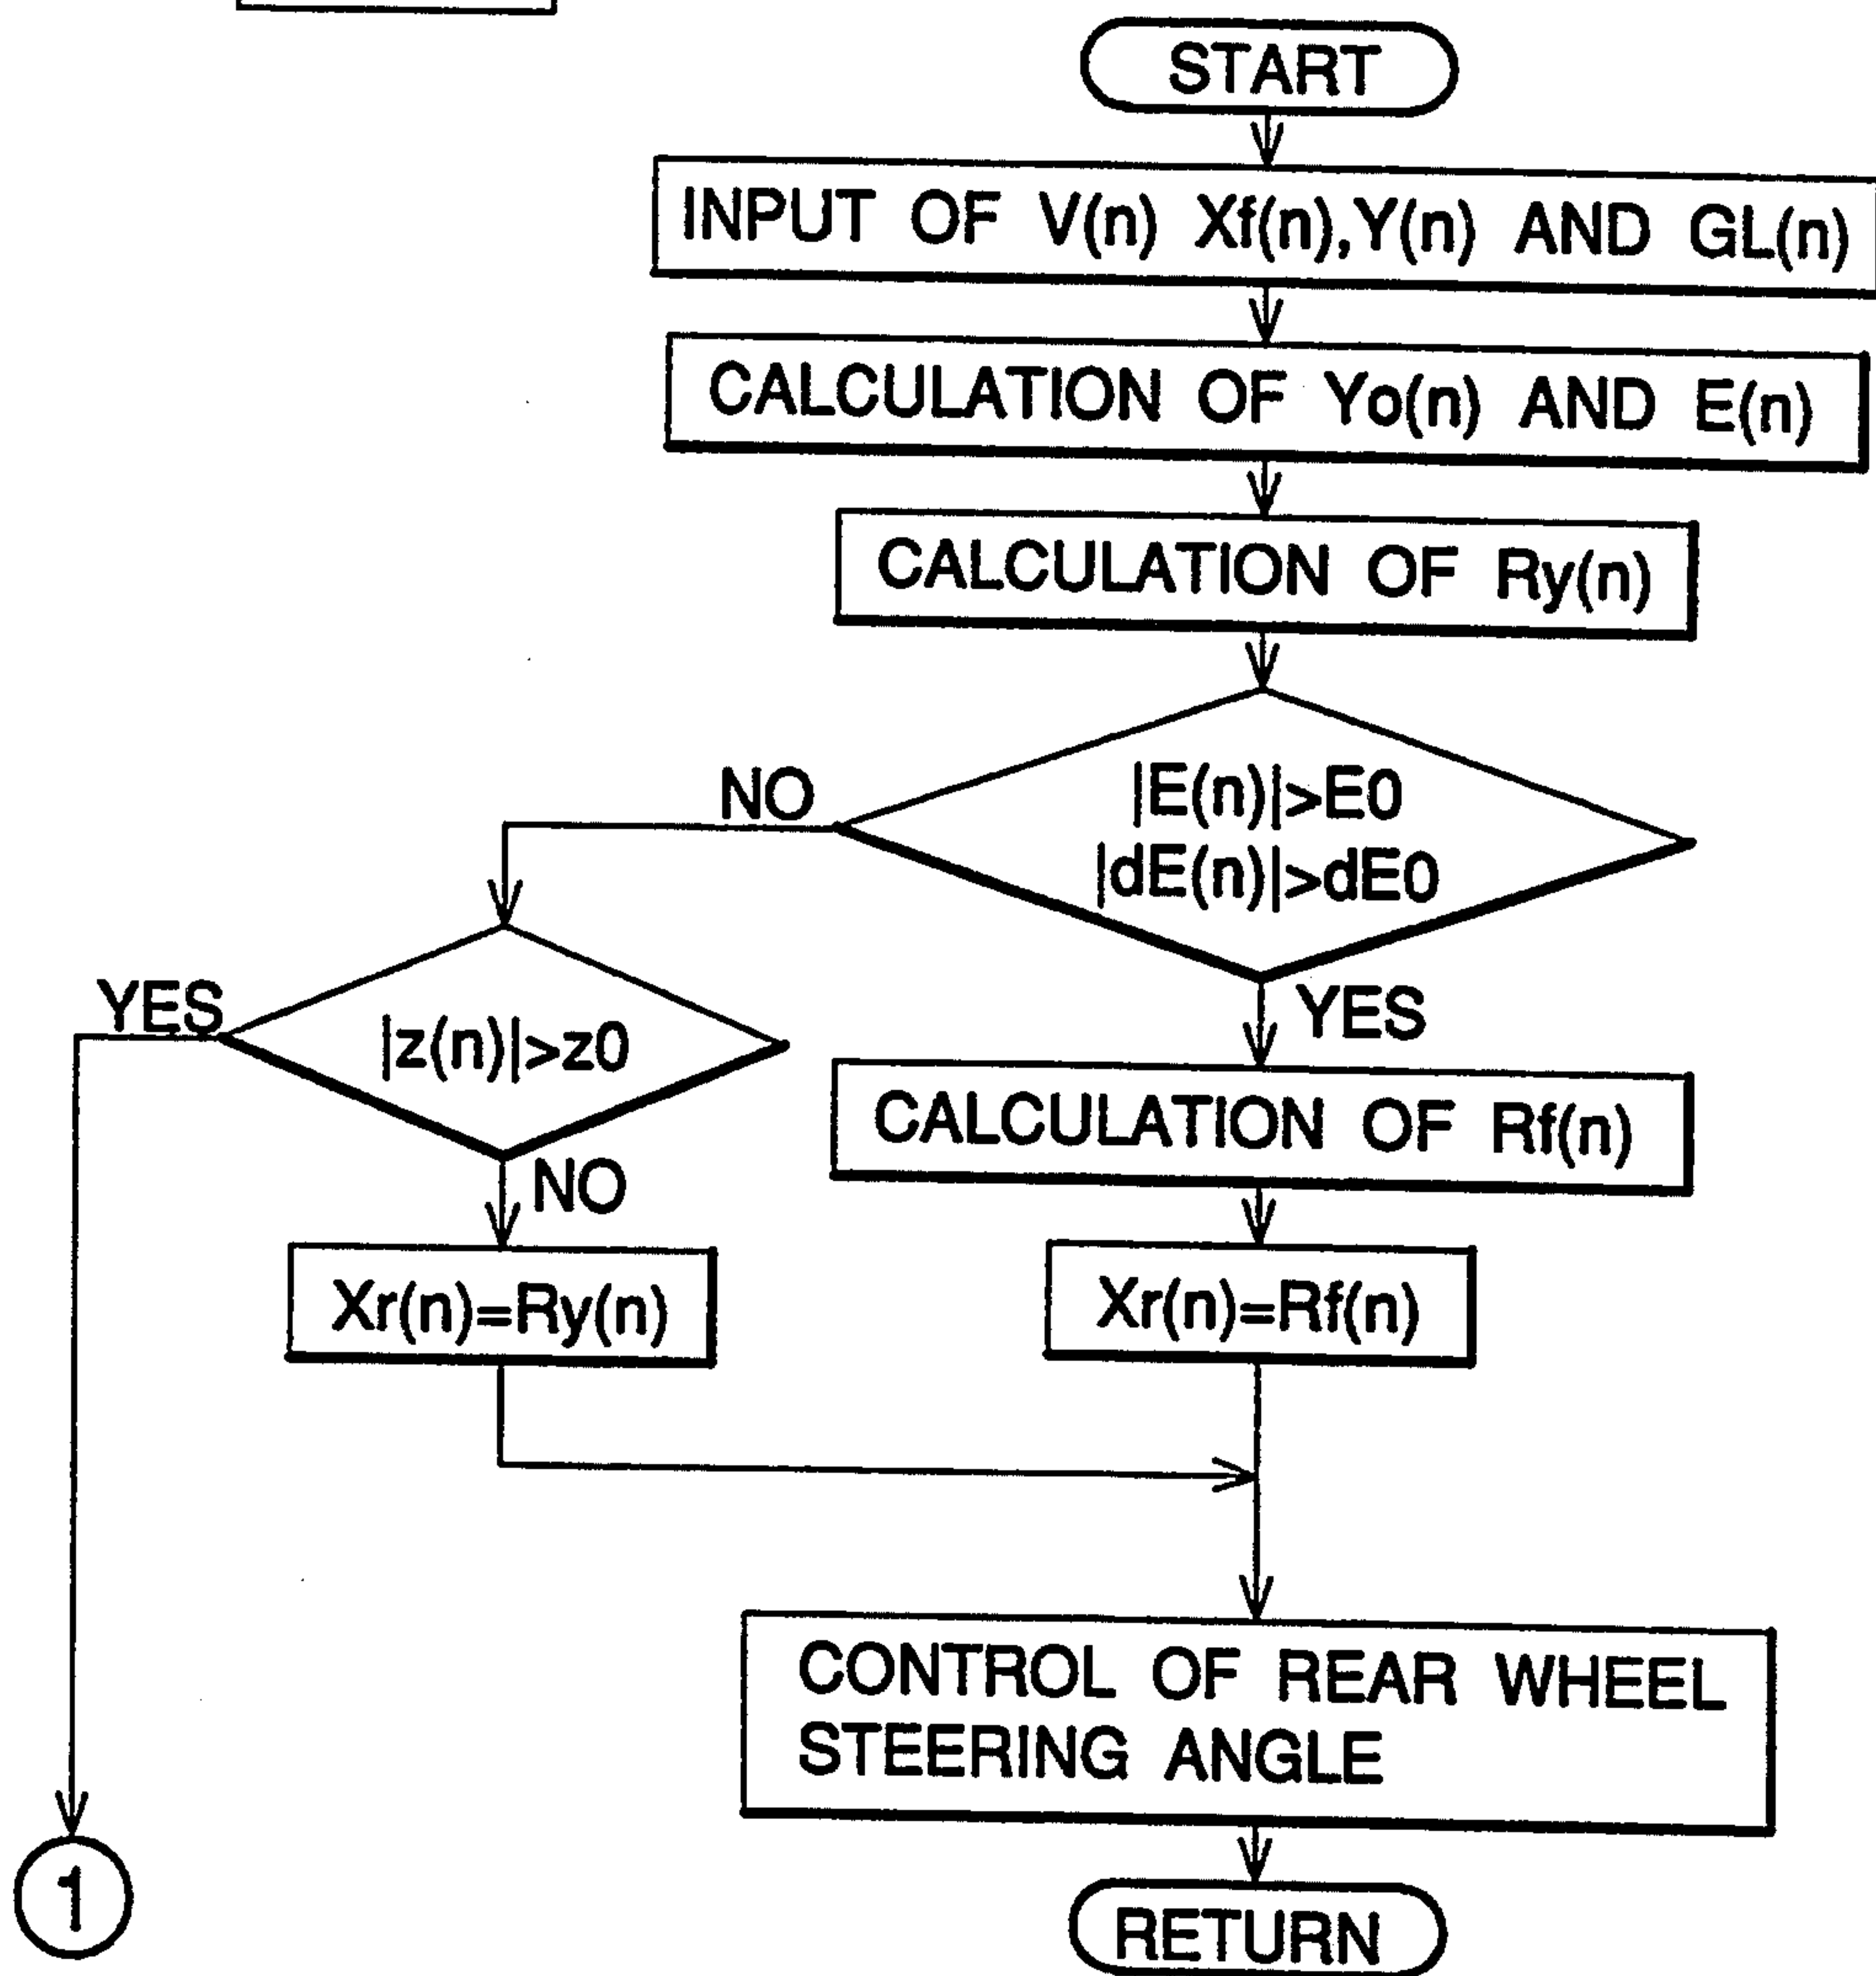 START
INPUT OF V(n) Xf(n),Y(n) AND GL(n)
CALCULATION OF Yo(n) AND E(n)
CALCULATION OF Ry(n)
|E(n)|>E0
|dE(n)|>dE0
NO
YES
|z(n)|>z0
YES
NO
CALCULATION OF Rf(n)
Xr(n)=Ry(n)
Xr(n)=Rf(n)
CONTROL OF REAR WHEEL
STEERING ANGLE
1
RETURN